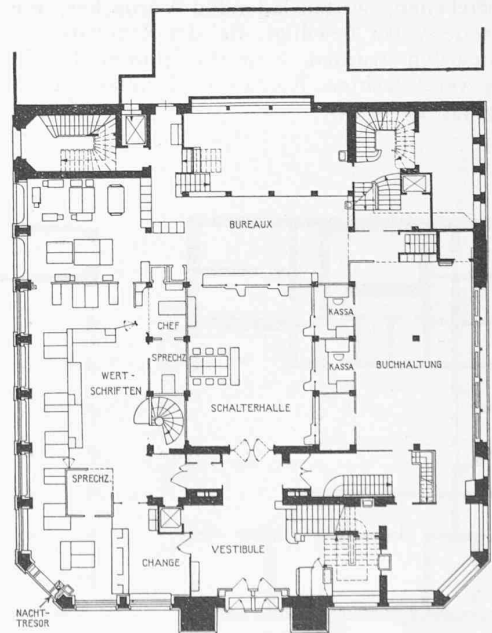 BUREAUX
CHEF
KASSA
SPRECHZ.
KASSA
BUCHHALTUNG
WERT-
SCHRIFTEN
SCHALTERHALLE
SPRECHZ.
CHANGE
VESTIBULE
NACHT-
TRESOR